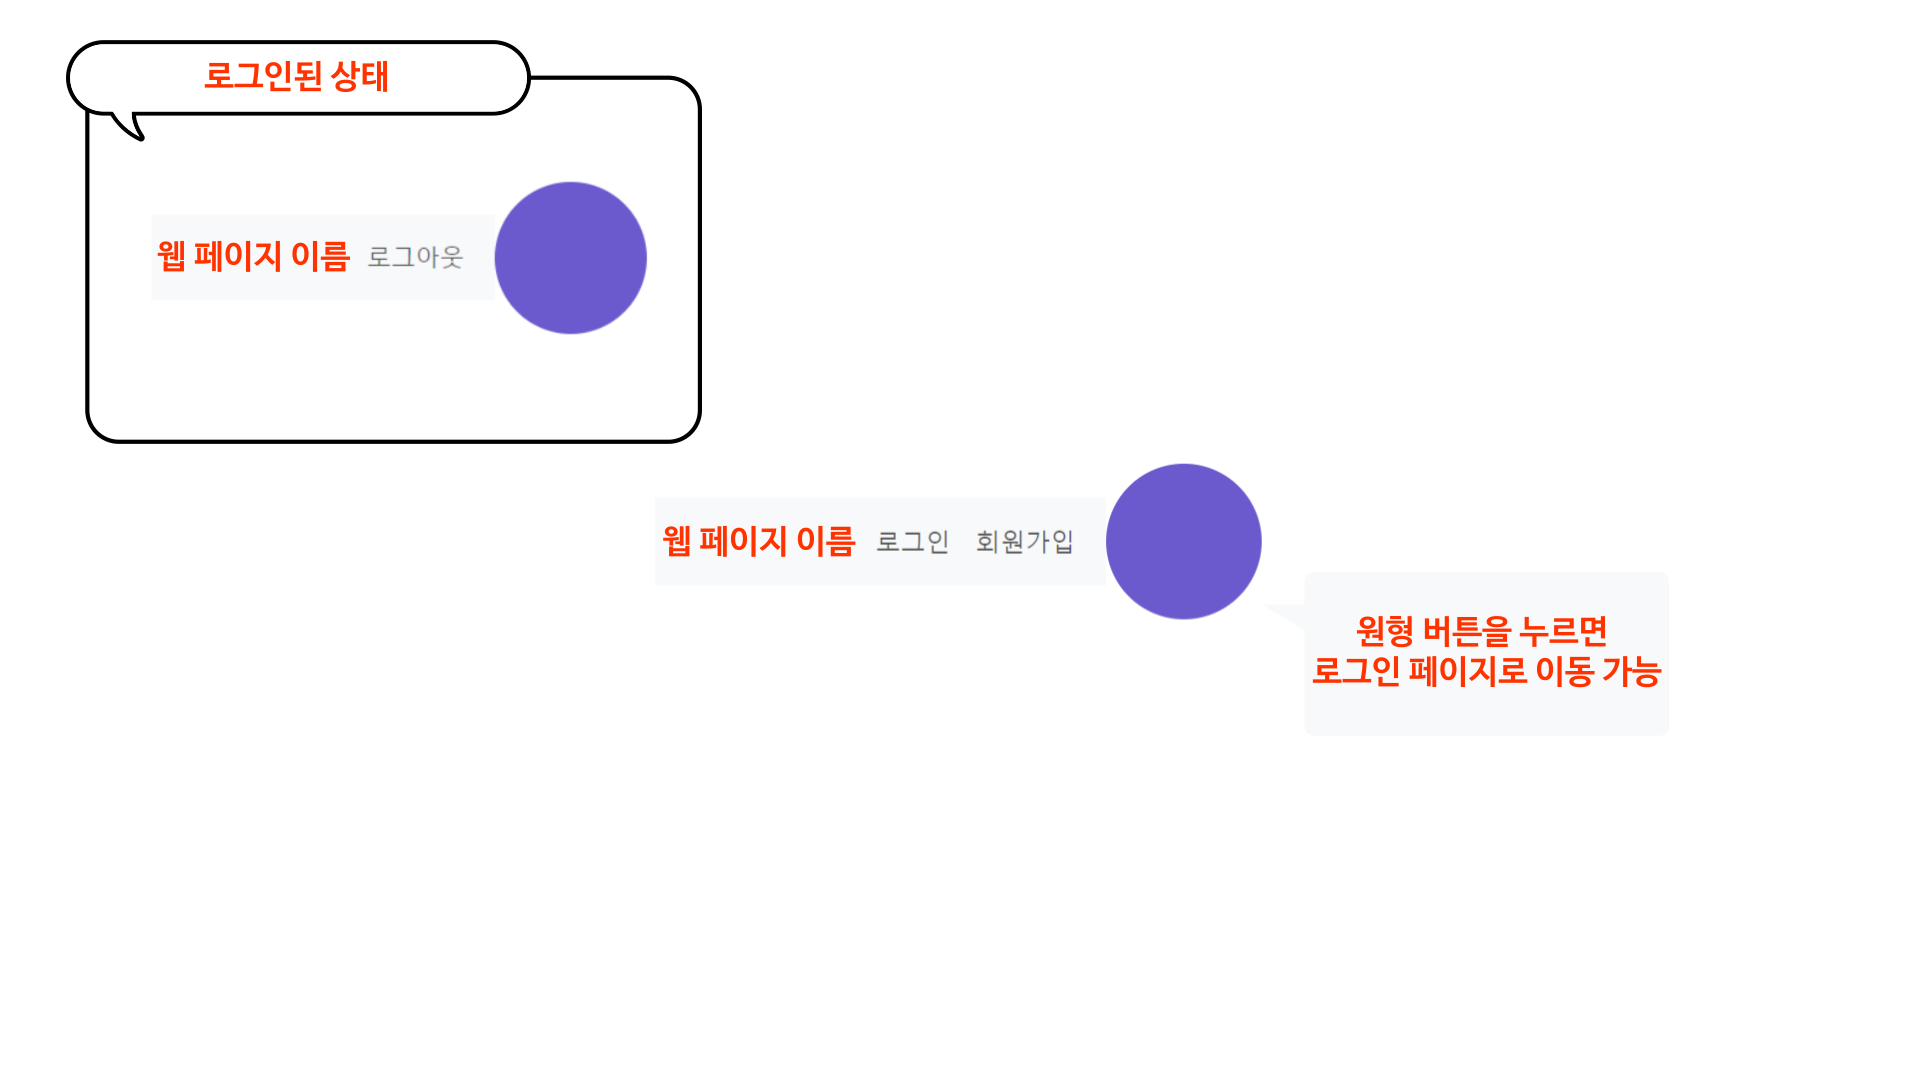 로그인된 상태
웹 페이지 이름 로그아웃
웹 페이지 이름 로그인 회원가입
원형 버튼을 누르면
로그인 페이지로 이동 가능